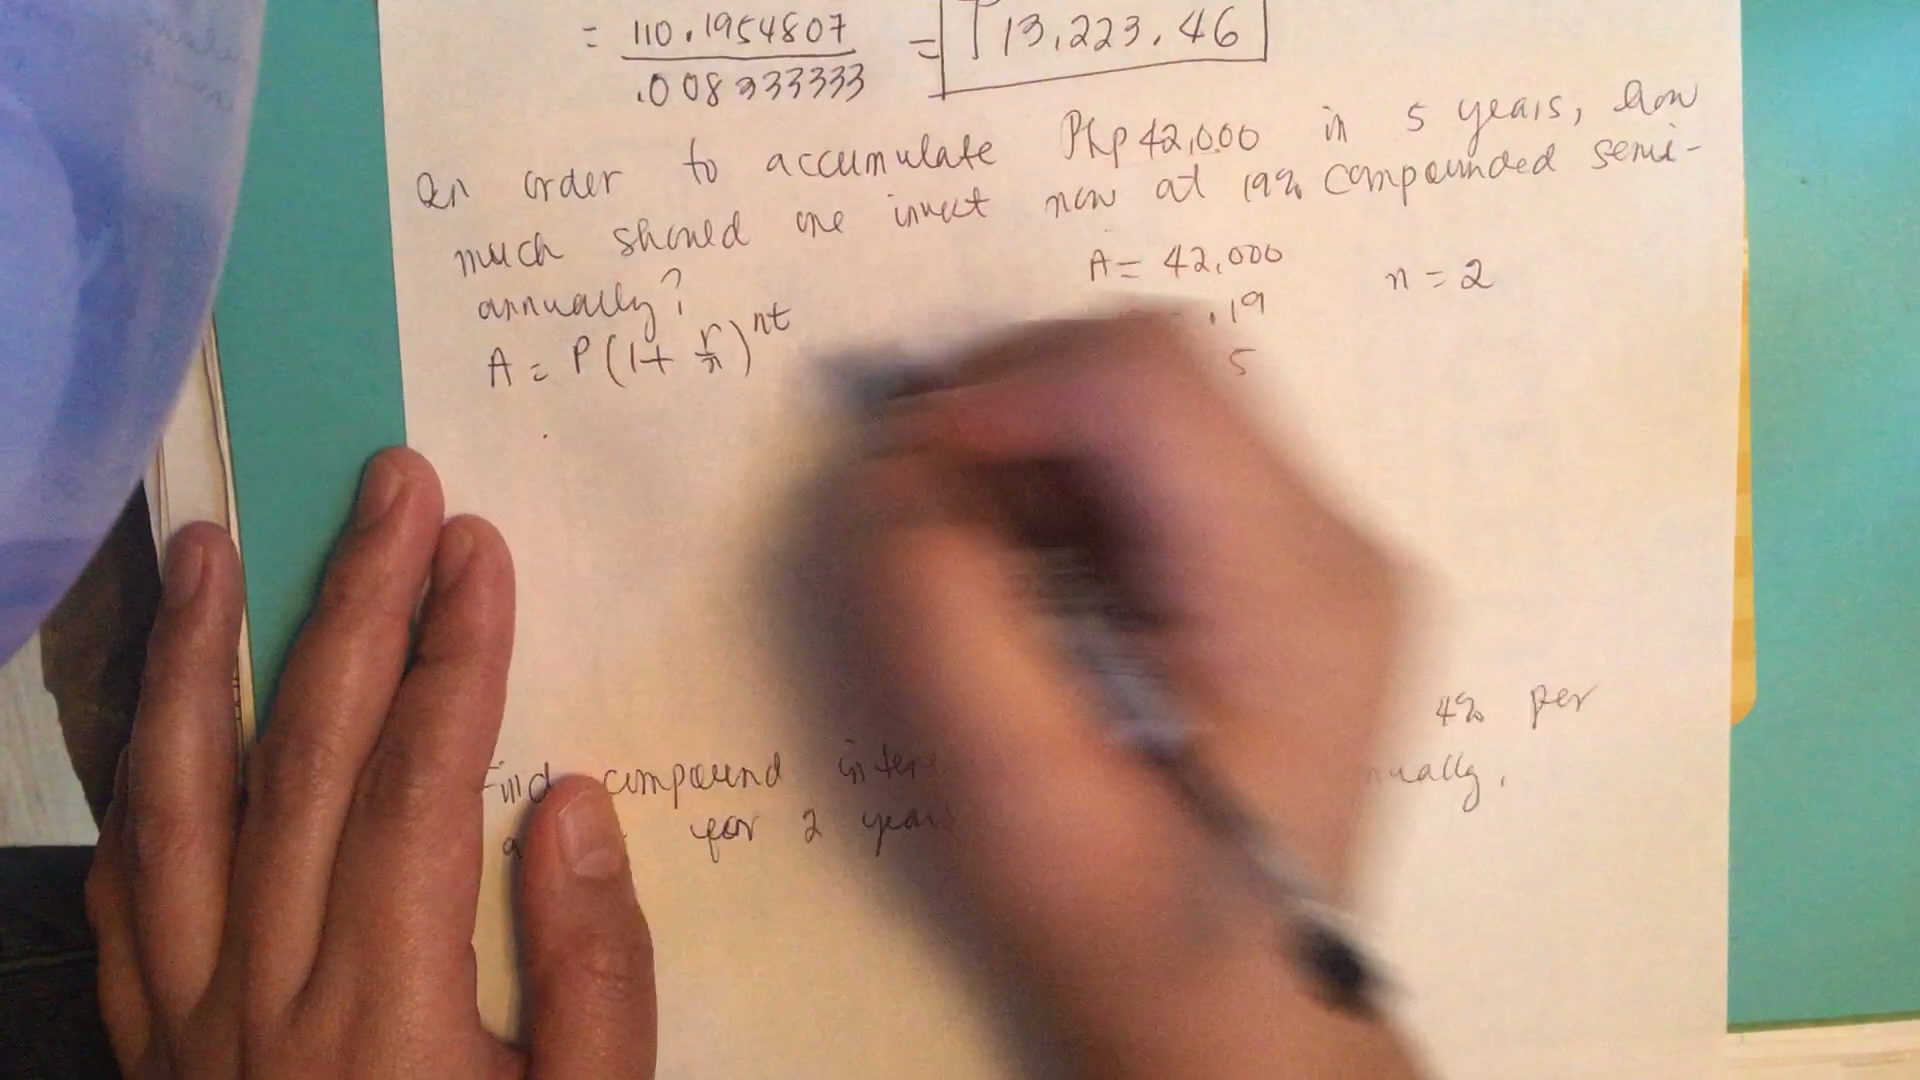 = 110.1954807 / .008333333 = ₱13,223.46
In order to accumulate Php 42,000 in 5 years, how
much should one invest now at 19% compounded semi-
annually?
A = 42,000
n = 2
.19
A = P(1+ r/n)^nt
5
4% per
Find compound
nually.
for 2 years